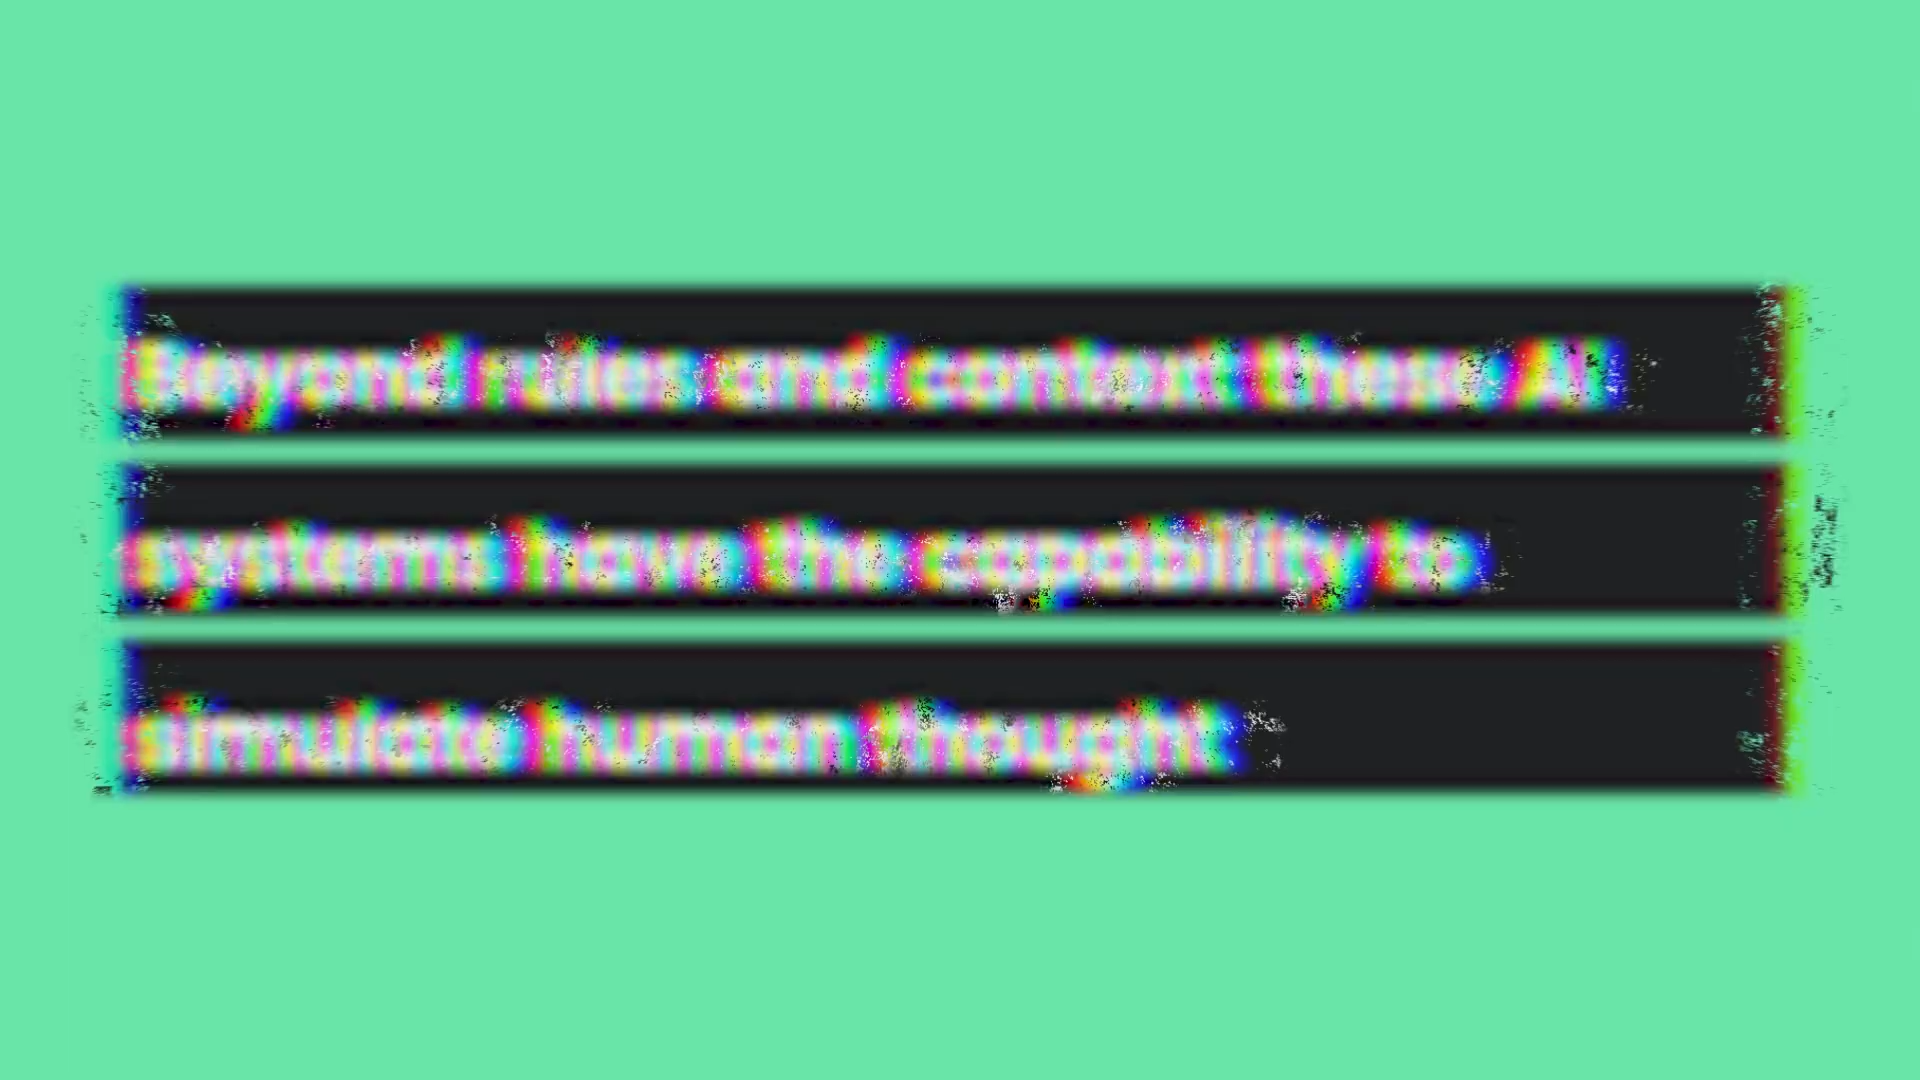 Beyond rules and context these AI
systems have the capability to
simulate human thought